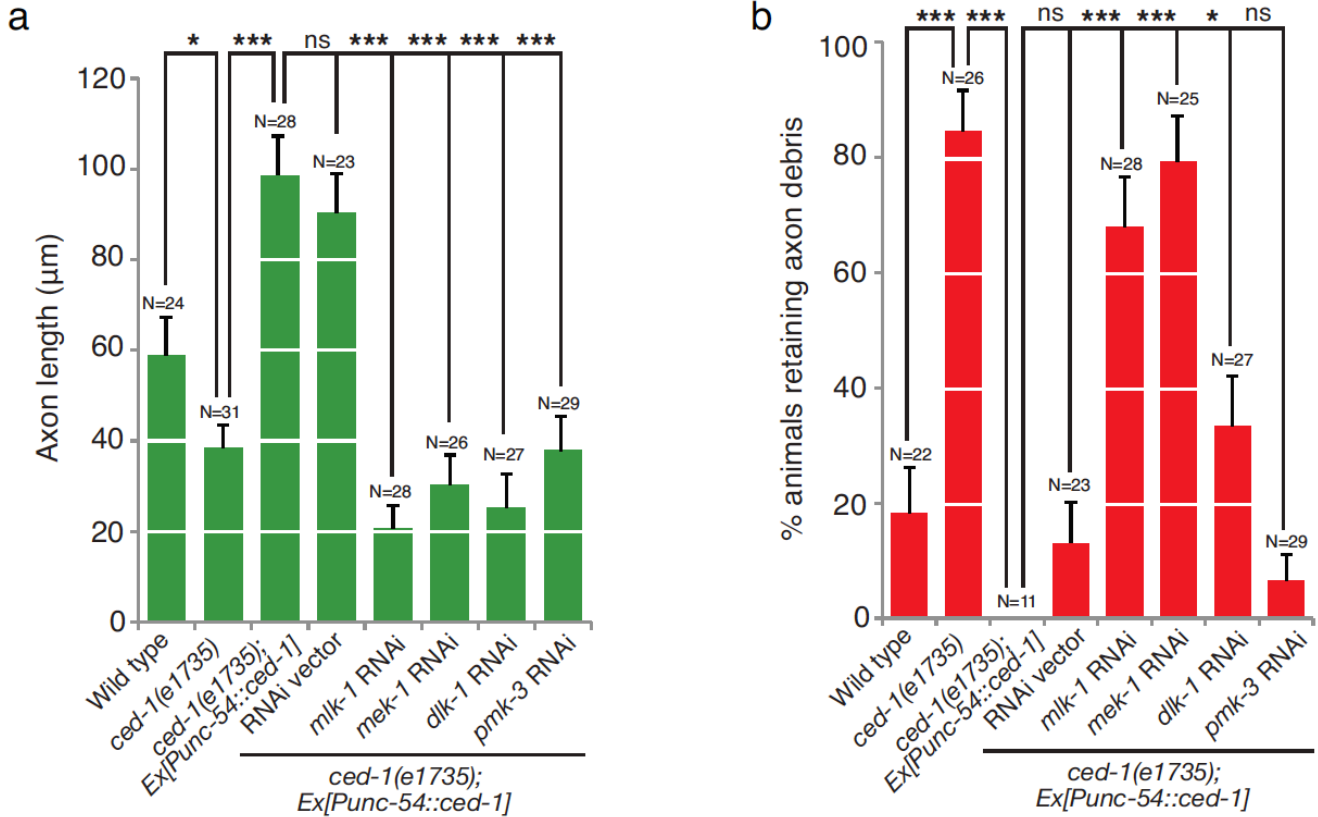 a
* *** ns *** *** *** ***
Axon length (µm)
120
100
80
60
40
20
0
N=24
N=31
N=28
N=23
N=28
N=26
N=27
N=29
Wild type
ced-1(e1735)
ced-1(e1735);
Ex[Punc-54::ced-1]
RNAi vector
mlk-1 RNAi
mek-1 RNAi
dlk-1 RNAi
pmk-3 RNAi
ced-1(e1735);
Ex[Punc-54::ced-1]
b
*** *** ns *** *** * ns
% animals retaining axon debris
100
80
60
40
20
0
N=22
N=26
N=11
N=23
N=28
N=25
N=27
N=29
Wild type
ced-1(e1735)
ced-1(e1735);
Ex[Punc-54::ced-1]
RNAi vector
mlk-1 RNAi
mek-1 RNAi
dlk-1 RNAi
pmk-3 RNAi
ced-1(e1735);
Ex[Punc-54::ced-1]